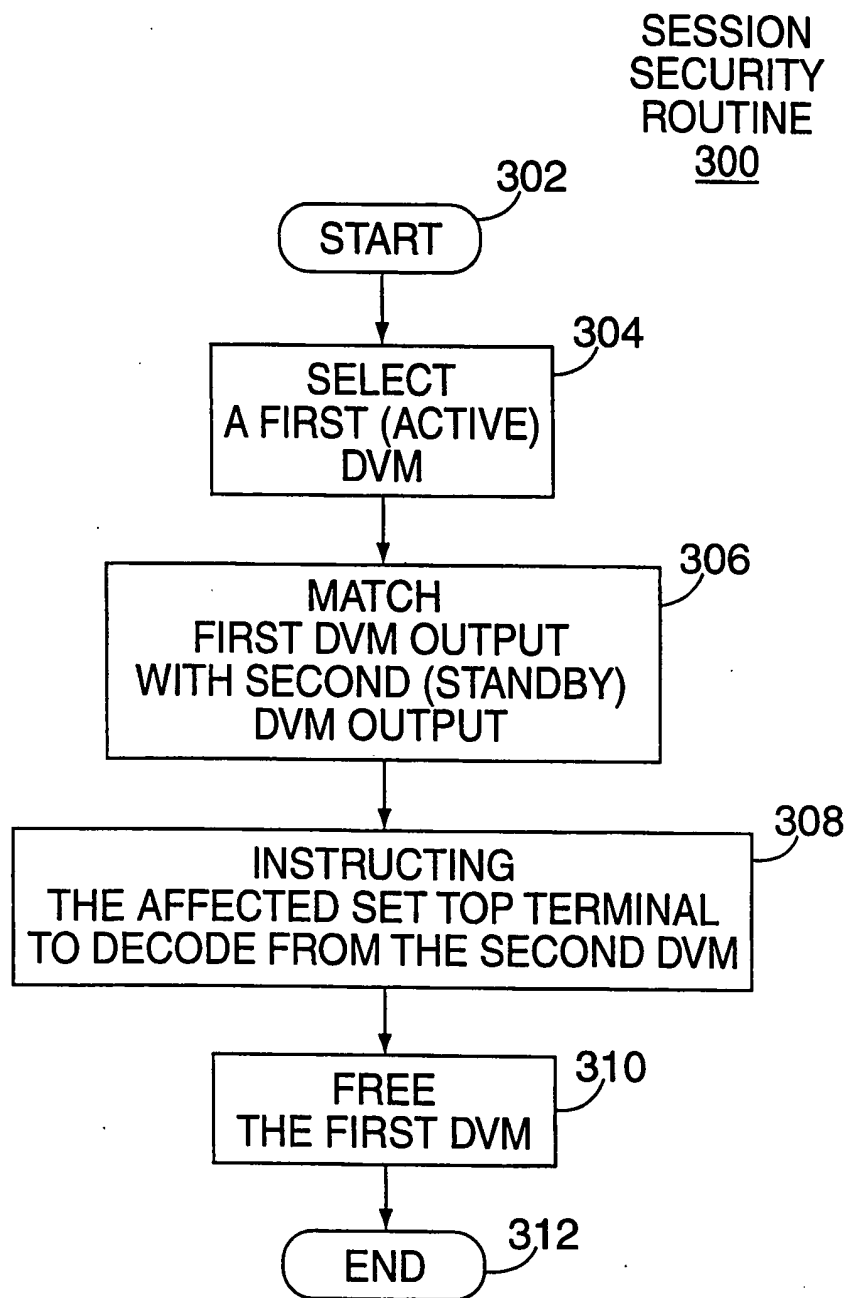 SESSION
SECURITY
ROUTINE
300
302
START
304
SELECT
A FIRST (ACTIVE)
DVM
306
MATCH
FIRST DVM OUTPUT
WITH SECOND (STANDBY)
DVM OUTPUT
308
INSTRUCTING
THE AFFECTED SET TOP TERMINAL
TO DECODE FROM THE SECOND DVM
310
FREE
THE FIRST DVM
312
END